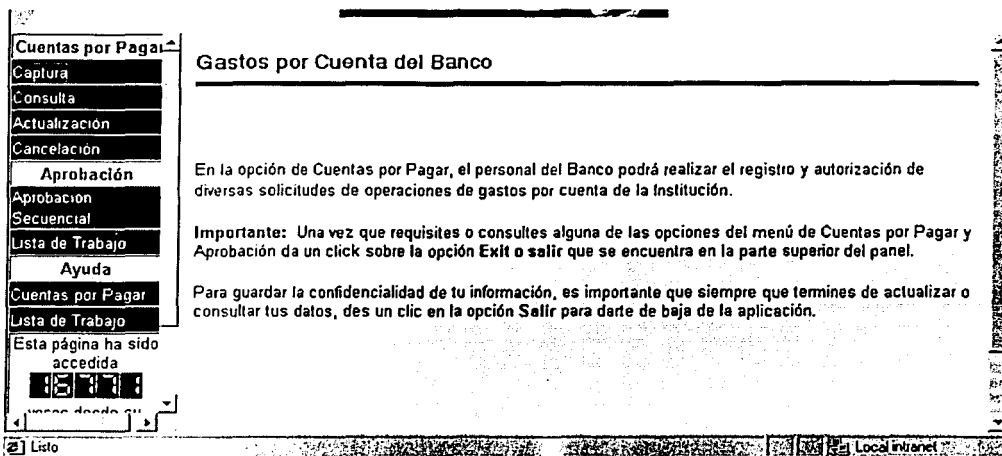 Cuentas por Pagar
Captura
Consulta
Actualización
Cancelación
Aprobación
Aprobación
Secuencial
Lista de Trabajo
Ayuda
Cuentas por Pagar
Lista de Trabajo
Esta página ha sido
accedida
16771
Gastos por Cuenta del Banco
En la opción de Cuentas por Pagar, el personal del Banco podrá realizar el registro y autorización de
diversas solicitudes de operaciones de gastos por cuenta de la Institución.
Importante: Una vez que requisites o consultes alguna de las opciones del menú de Cuentas por Pagar y
Aprobación da un click sobre la opción Exit o salir que se encuentra en la parte superior del panel.
Para guardar la confidencialidad de tu información, es importante que siempre que termines de actualizar o
consultar tus datos, des un clic en la opción Salir para darte de baja de la aplicación.
Listo
Local intranet